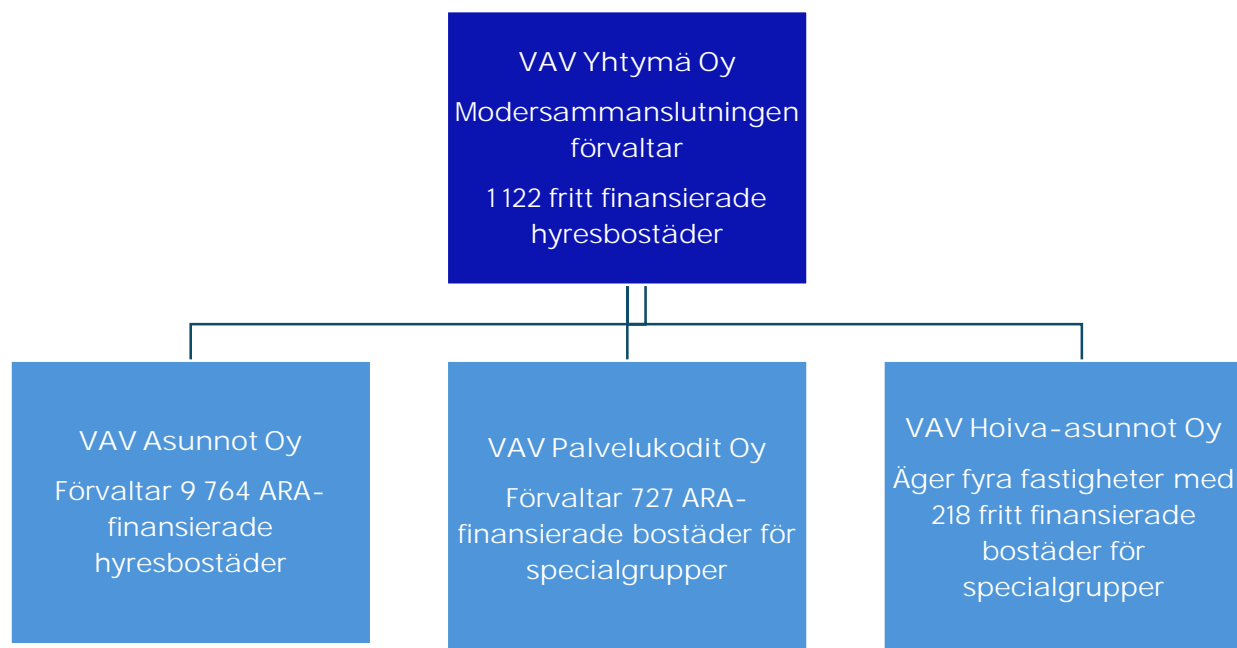 VAV Yhtymä Oy
Modersammanslutningen
förvaltar
1 122 fritt finansierade
hyresbostäder
VAV Asunnot Oy
Förvaltar 9 764 ARA-
finansierade
hyresbostäder
VAV Palvelukodit Oy
Förvaltar 727 ARA-
finansierade bostäder för
specialgrupper
VAV Hoiva-asunnot Oy
Äger fyra fastigheter med
218 fritt finansierade
bostäder för
specialgrupper